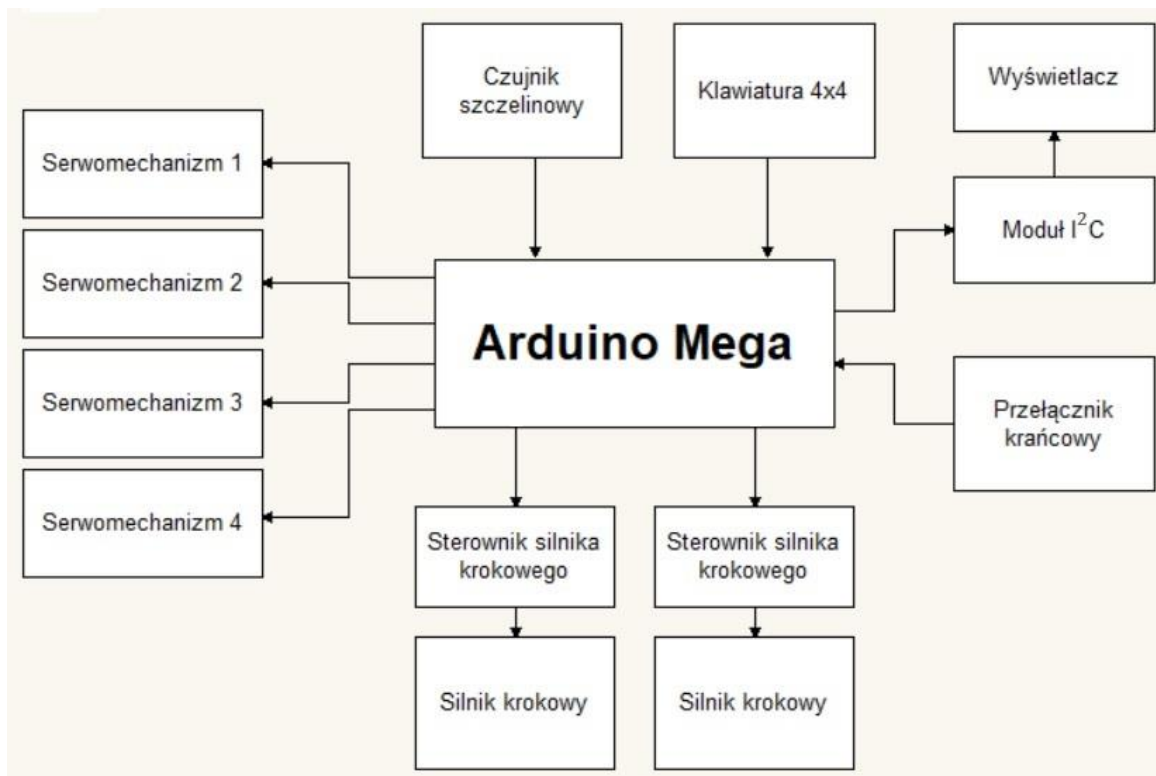 Czujnik
szczelinowy
Klawiatura 4x4
Wyświetlacz
Serwomechanizm 1
Moduł I²C
Serwomechanizm 2
Arduino Mega
Serwomechanizm 3
Przełącznik
krańcowy
Serwomechanizm 4
Sterownik silnika
krokowego
Sterownik silnika
krokowego
Silnik krokowy
Silnik krokowy